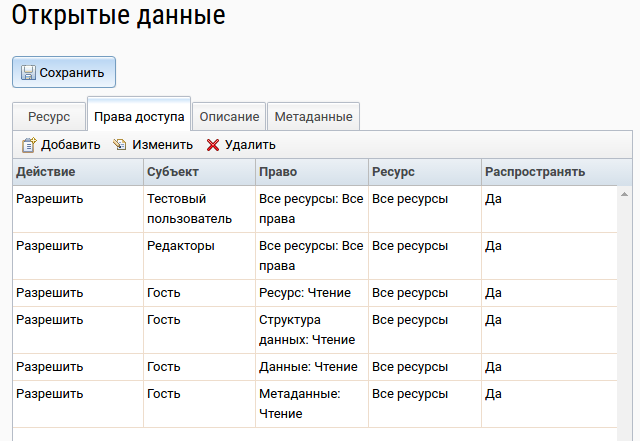 Открытые данные
Сохранить
Ресурс Права доступа Описание Метаданные
Добавить Изменить Удалить
Действие Субъект Право Ресурс Распространять
Разрешить Тестовый Все ресурсы: Все Все ресурсы Да
пользователь права
Разрешить Редакторы Все ресурсы: Все Все ресурсы Да
права
Разрешить Гость Ресурс: Чтение Все ресурсы Да
Разрешить Гость Структура Все ресурсы Да
данных: Чтение
Разрешить Гость Данные: Чтение Все ресурсы Да
Разрешить Гость Метаданные: Все ресурсы Да
Чтение